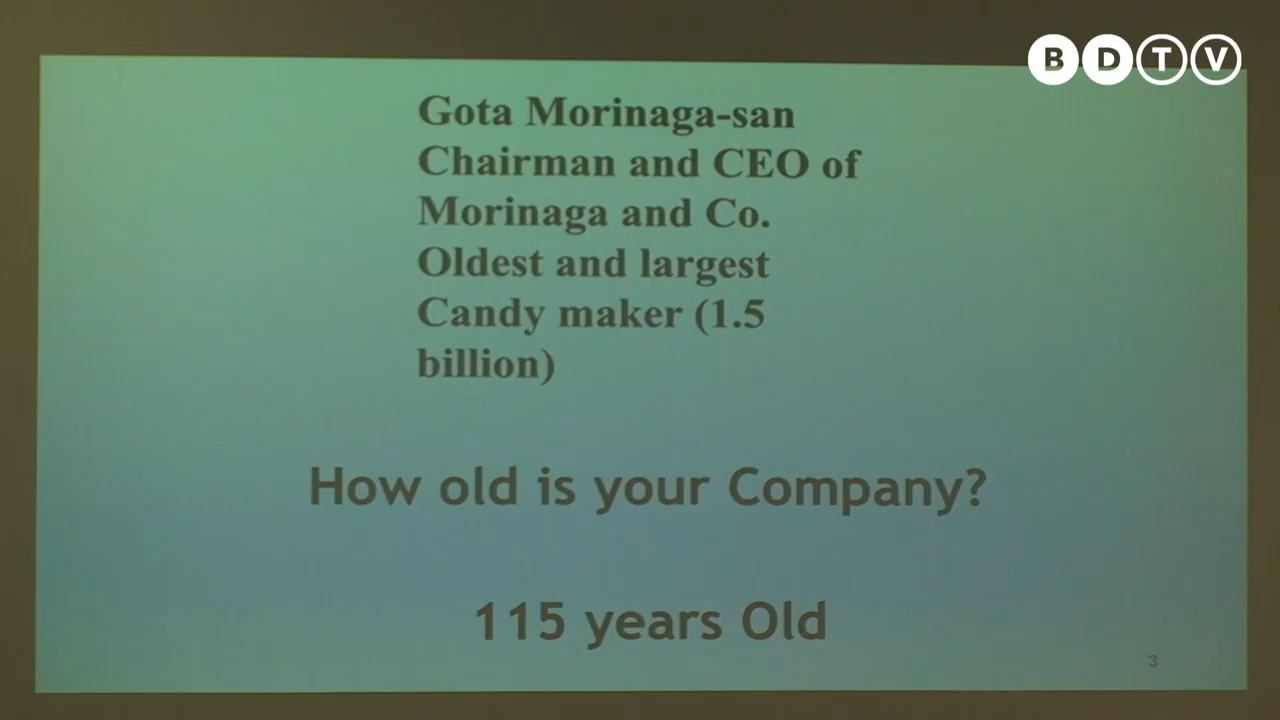 BDTV
Gota Morinaga-san
Chairman and CEO of
Morinaga and Co.
Oldest and largest
Candy maker (1.5
billion)
How old is your Company?
115 years Old
3